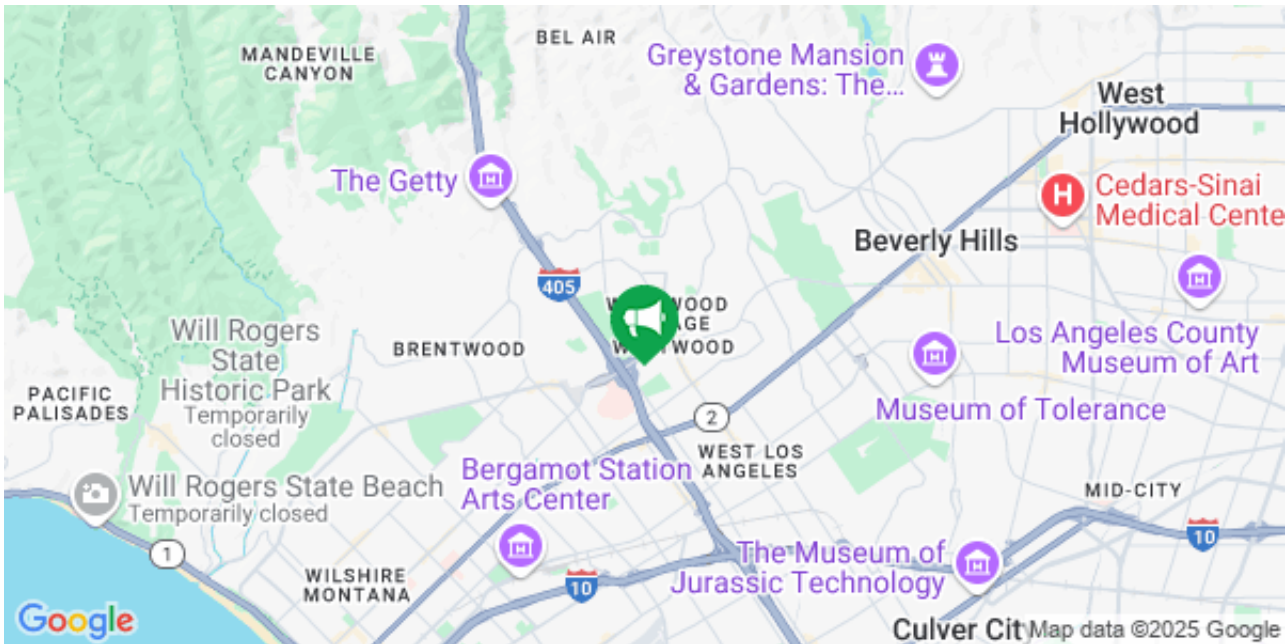 BEL AIR
MANDEVILLE
CANYON
Greystone Mansion
& Gardens: The...
West
Hollywood
The Getty
H
Cedars-Sinai
Medical Cente
Beverly Hills
405
Will Rogers
State
Historic Park
Temporarily
closed
BRENTWOOD
Los Angeles County
Museum of Art
PACIFIC
PALISADES
Museum of Tolerance
2
WEST LOS
ANGELES
Bergamot Station
Arts Center
Will Rogers State Beach
Temporarily closed
MID-CITY
10
1
The Museum of
Jurassic Technology
WILSHIRE
MONTANA
10
Google
Culver Cit
Map data ©2025 Google